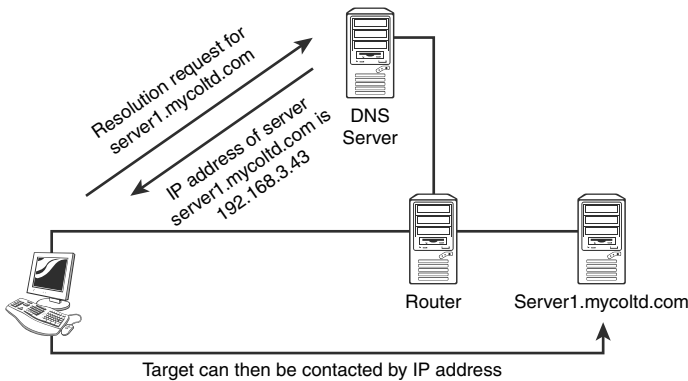 Resolution request for
server1.mycoltd.com
IP address of server
server1.mycoltd.com is
192.168.3.43
DNS
Server
Router
Server1.mycoltd.com
Target can then be contacted by IP address